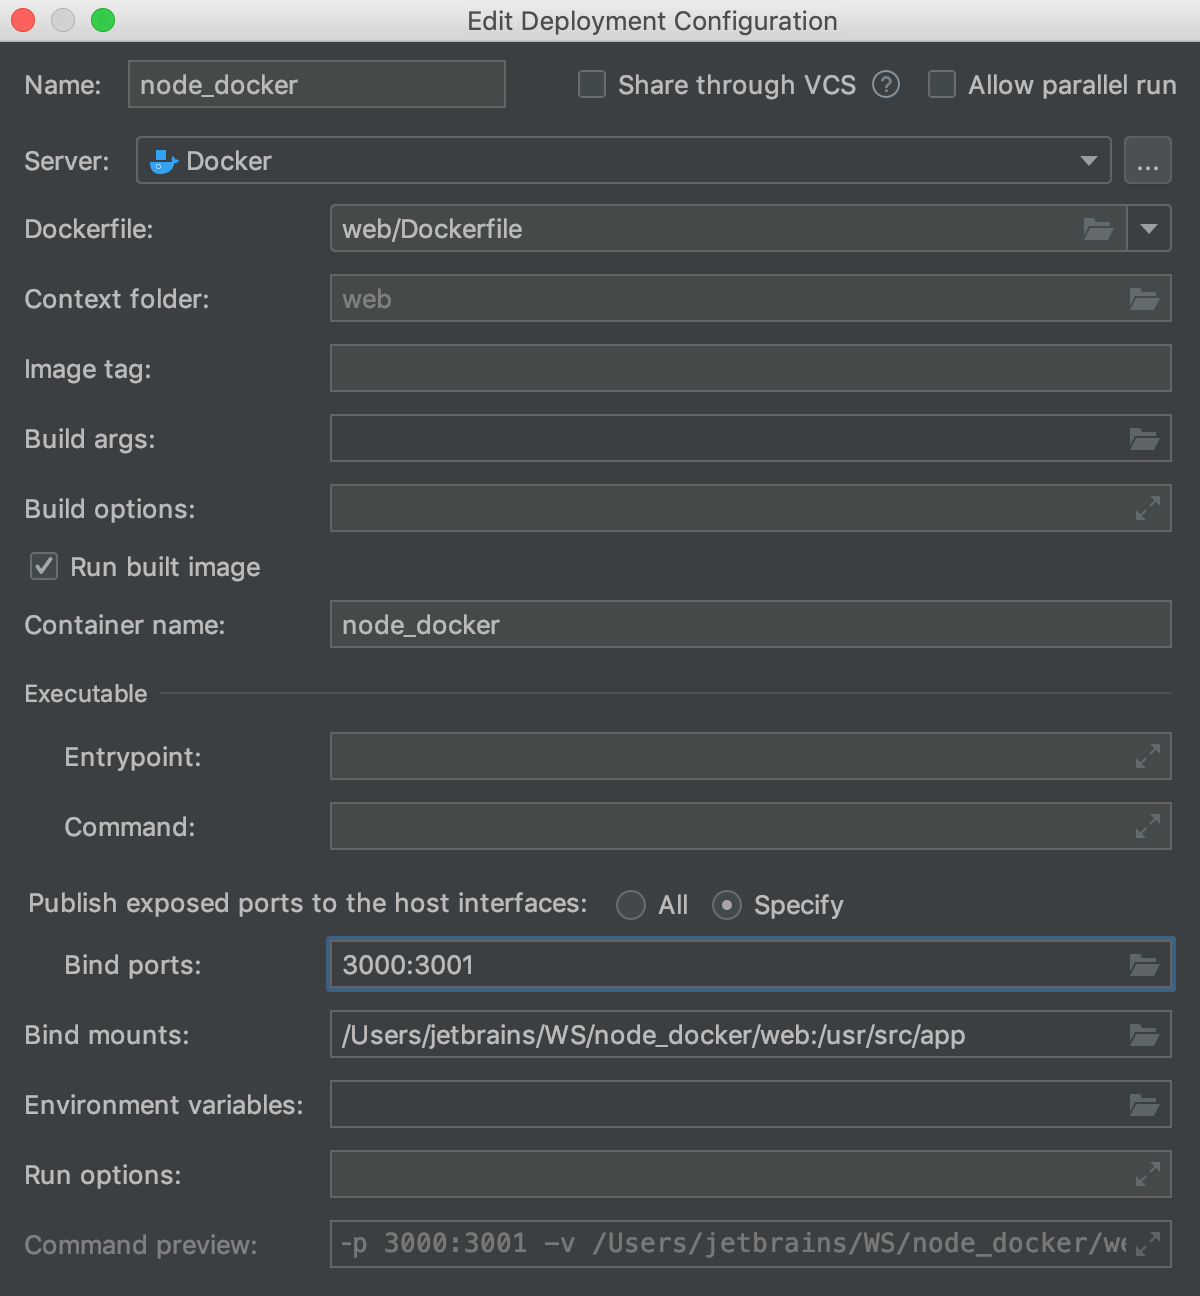 Edit Deployment Configuration
Name: node_docker Share through VCS ? Allow parallel run
Server: Docker ...
Dockerfile: web/Dockerfile
Context folder: web
Image tag:
Build args:
Build options:
Run built image
Container name: node_docker
Executable
Entrypoint:
Command:
Publish exposed ports to the host interfaces: All Specify
Bind ports: 3000:3001
Bind mounts: /Users/jetbrains/WS/node_docker/web:/usr/src/app
Environment variables:
Run options:
Command preview: -p 3000:3001 -v /Users/jetbrains/WS/node_docker/we